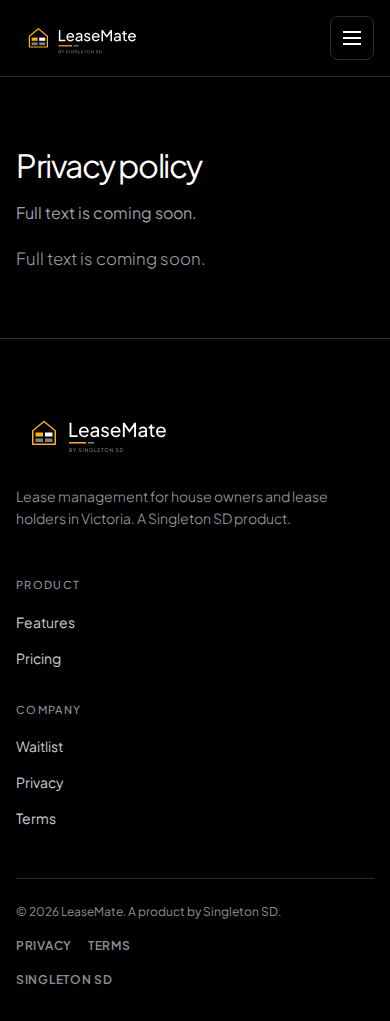 LeaseMate
BY SINGLETON SD
Privacy policy
Full text is coming soon.
Full text is coming soon.
LeaseMate
BY SINGLETON SD
Lease management for house owners and lease
holders in Victoria. A Singleton SD product.
PRODUCT
Features
Pricing
COMPANY
Waitlist
Privacy
Terms
© 2026 LeaseMate. A product by Singleton SD.
PRIVACY TERMS
SINGLETON SD